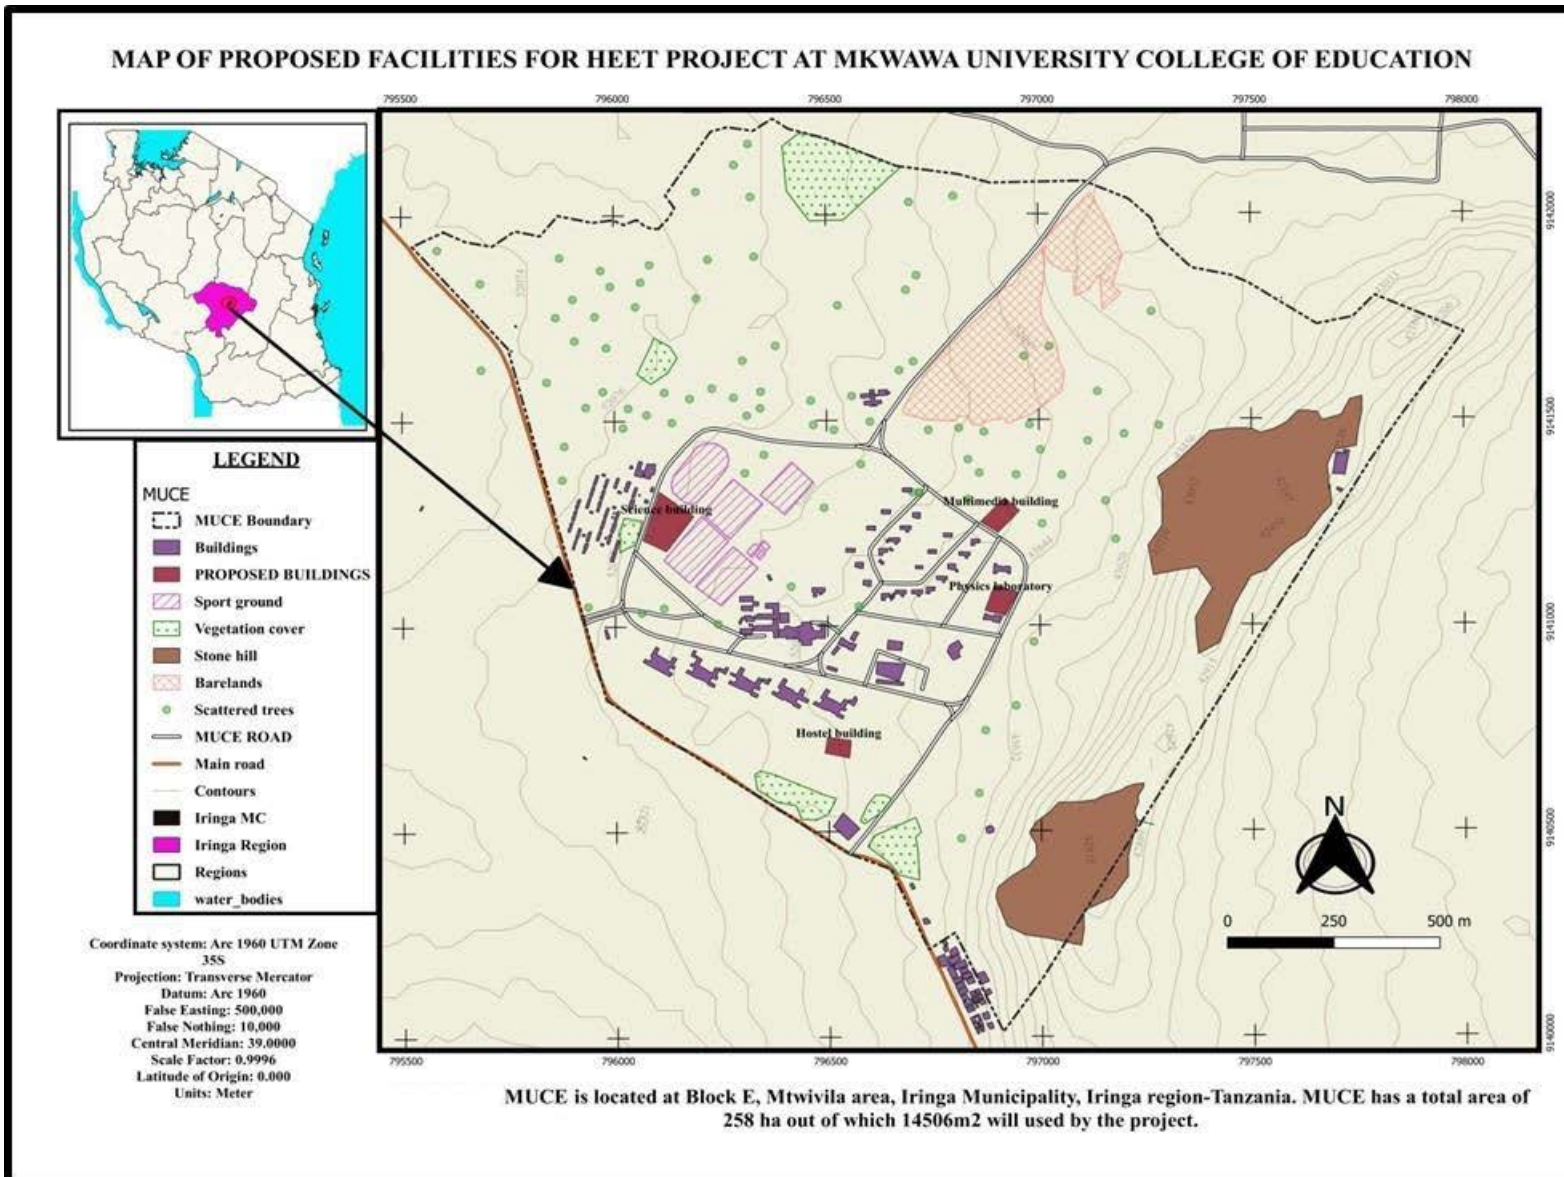 MAP OF PROPOSED FACILITIES FOR HEET PROJECT AT MKWAWA UNIVERSITY COLLEGE OF EDUCATION
795500 796000 796500 797000 797500 798000
9142000
9141500
9141000
9140500
9140000
Science building
Multimedia building
Physics laboratory
Hostel building
N
0 250 500 m
795500 796000 796500 797000 797500 798000
LEGEND
MUCE
MUCE Boundary
Buildings
PROPOSED BUILDINGS
Sport ground
Vegetation cover
Stone hill
Barelands
Scattered trees
MUCE ROAD
Main road
Contours
Iringa MC
Iringa Region
Regions
water_bodies
Coordinate system: Arc 1960 UTM Zone
35S
Projection: Transverse Mercator
Datum: Arc 1960
False Easting: 500,000
False Nothing: 10,000
Central Meridian: 39.0000
Scale Factor: 0.9996
Latitude of Origin: 0.000
Units: Meter
MUCE is located at Block E, Mtwivila area, Iringa Municipality, Iringa region-Tanzania. MUCE has a total area of
258 ha out of which 14506m2 will used by the project.